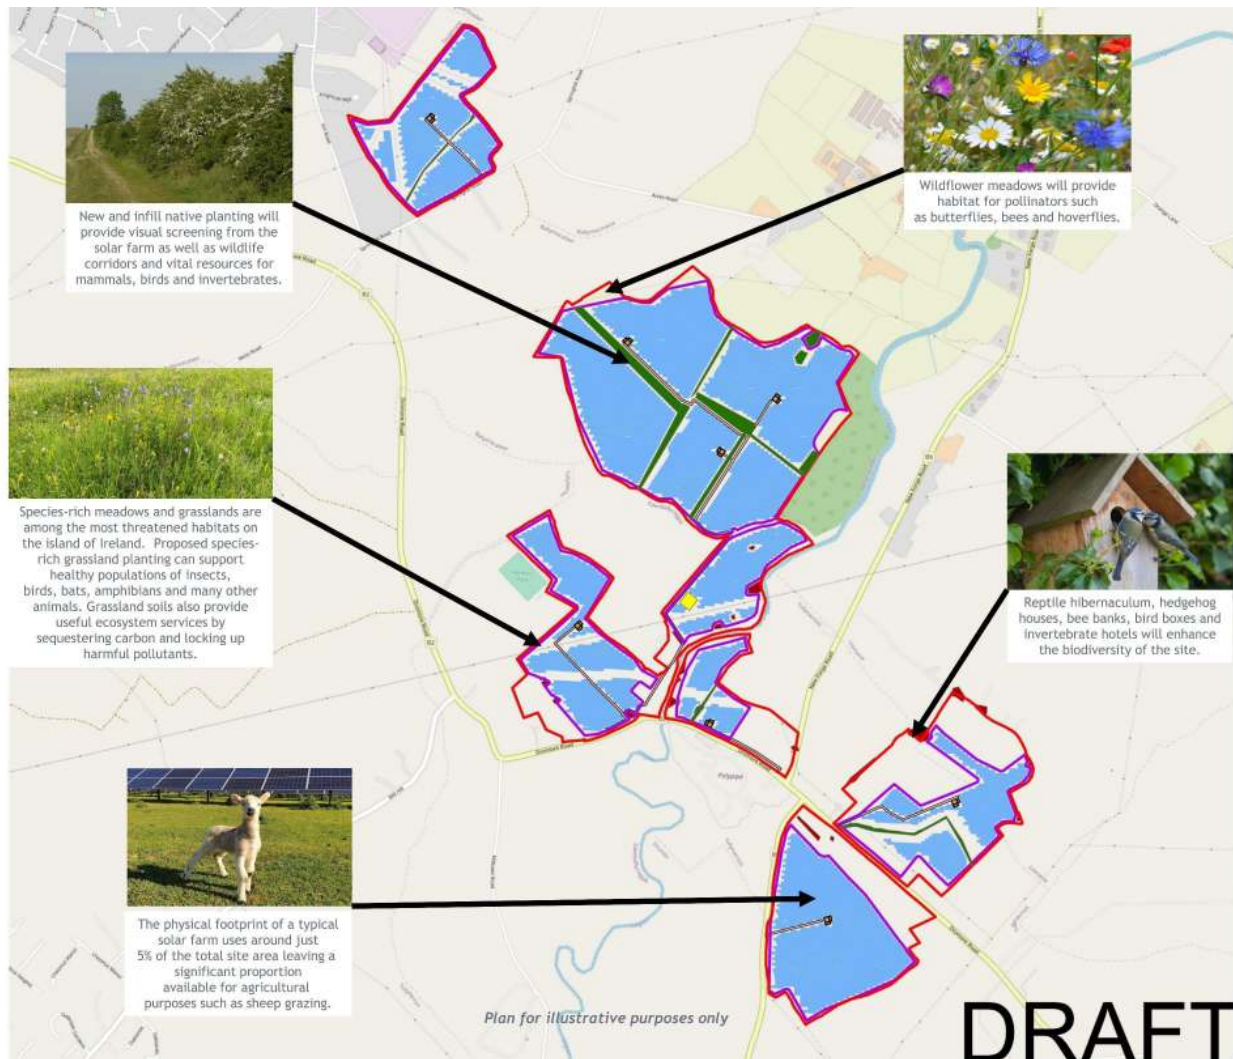 New and infill native planting will
provide visual screening from the
solar farm as well as wildlife
corridors and vital resources for
mammals, birds and invertebrates.
Wildflower meadows will provide
habitat for pollinators such
as butterflies, bees and hoverflies.
Species-rich meadows and grasslands are
among the most threatened habitats on
the island of Ireland. Proposed species-
rich grassland planting can support
healthy populations of insects,
birds, bats, amphibians and many other
animals. Grassland soils also provide
useful ecosystem services by
sequestering carbon and locking up
harmful pollutants.
Reptile hibernaculum, hedgehog
houses, bee banks, bird boxes and
invertebrate hotels will enhance
the biodiversity of the site.
The physical footprint of a typical
solar farm uses around just
5% of the total site area leaving a
significant proportion
available for agricultural
purposes such as sheep grazing.
Plan for illustrative purposes only
DRAFT